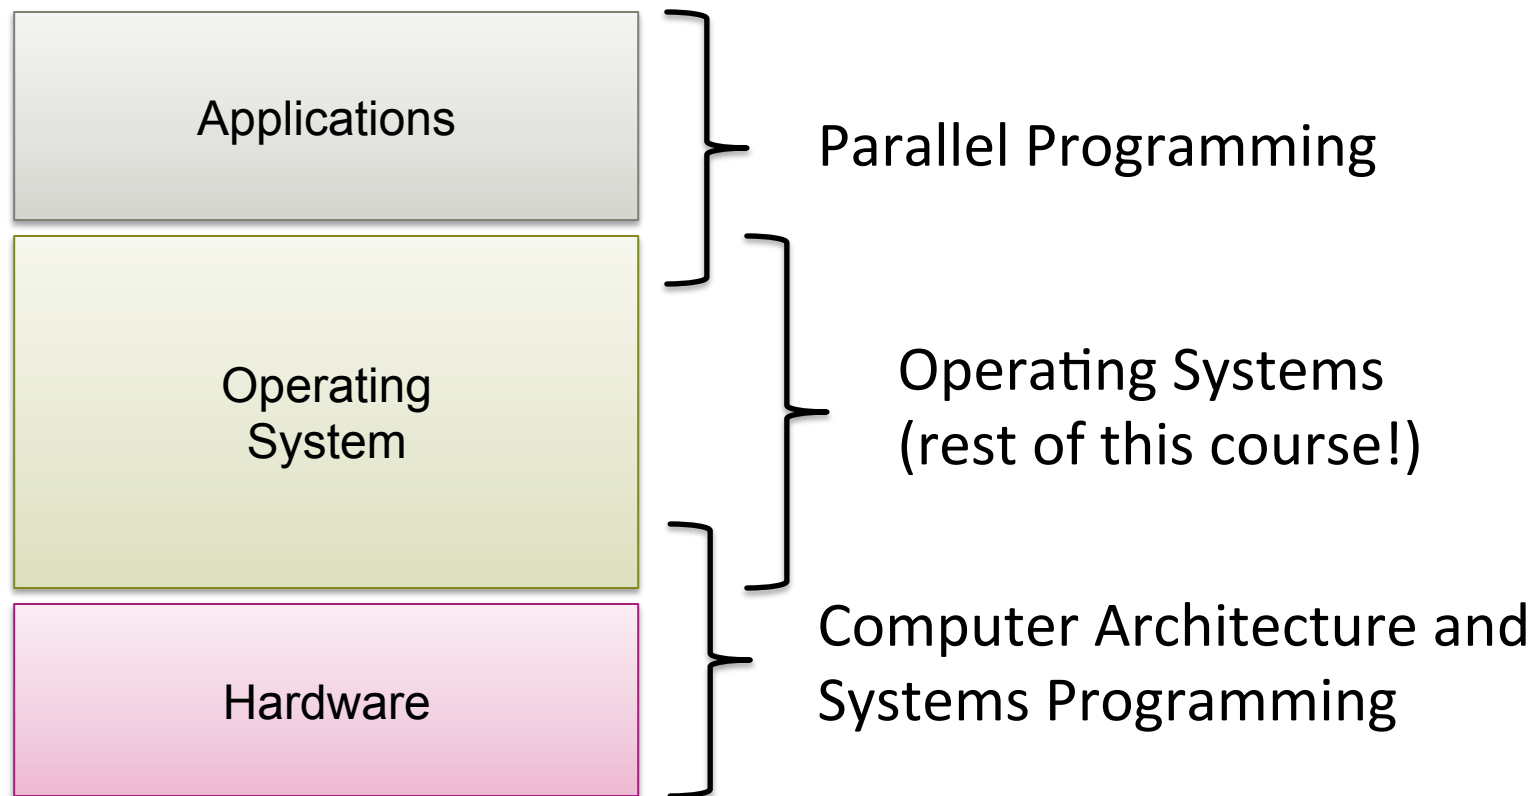 Applications
Parallel Programming
Operating
System
Operating Systems
(rest of this course!)
Hardware
Computer Architecture and
Systems Programming